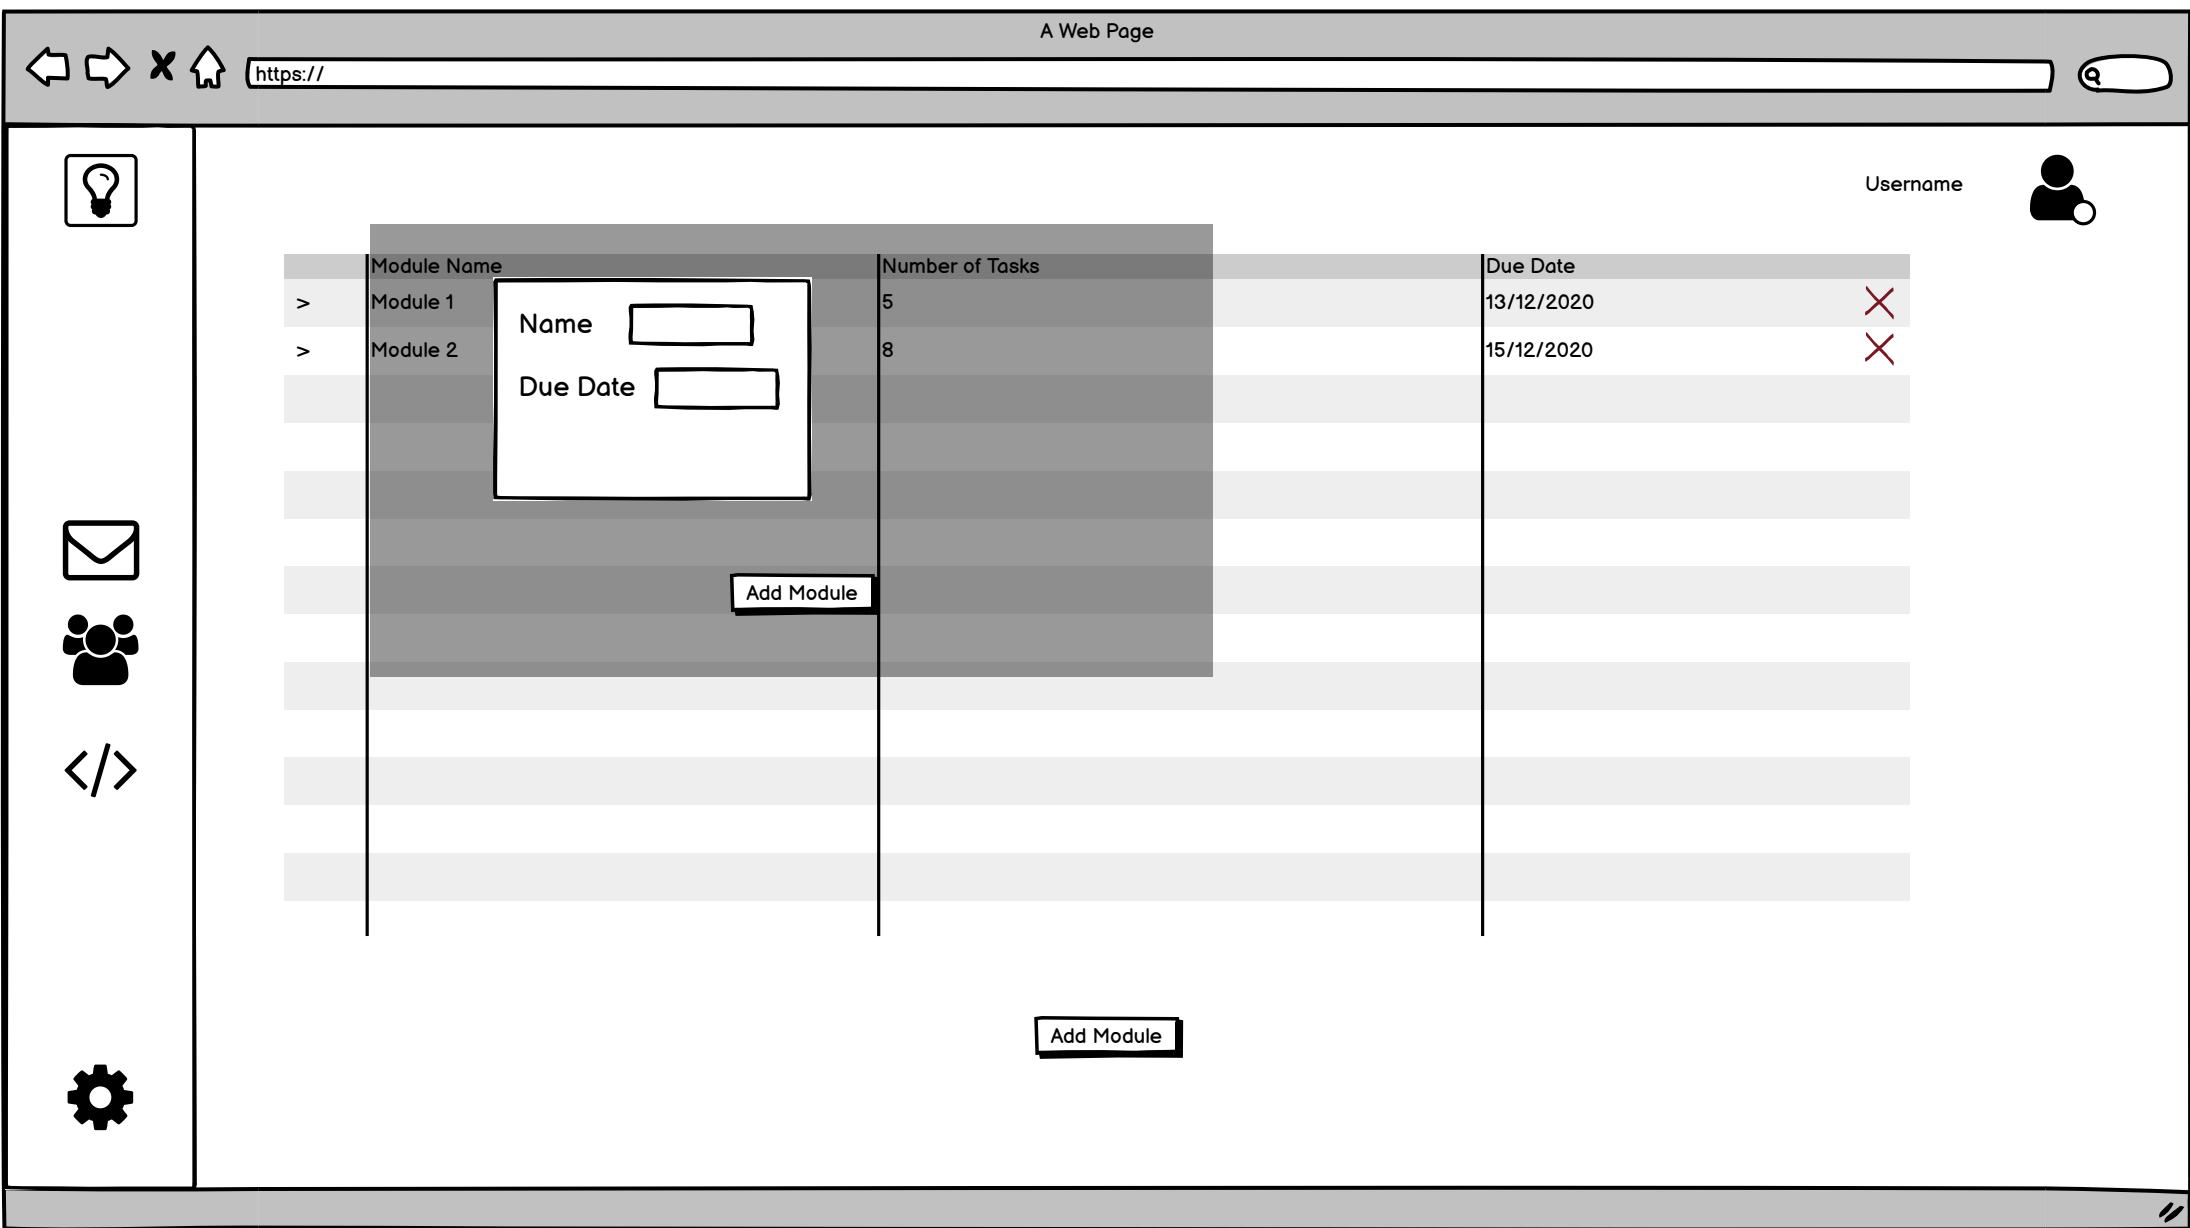 A Web Page
https://
Username
Module Name Number of Tasks Due Date
> Module 1 5 13/12/2020
> Module 2 8 15/12/2020
Name
Due Date
Add Module
Add Module